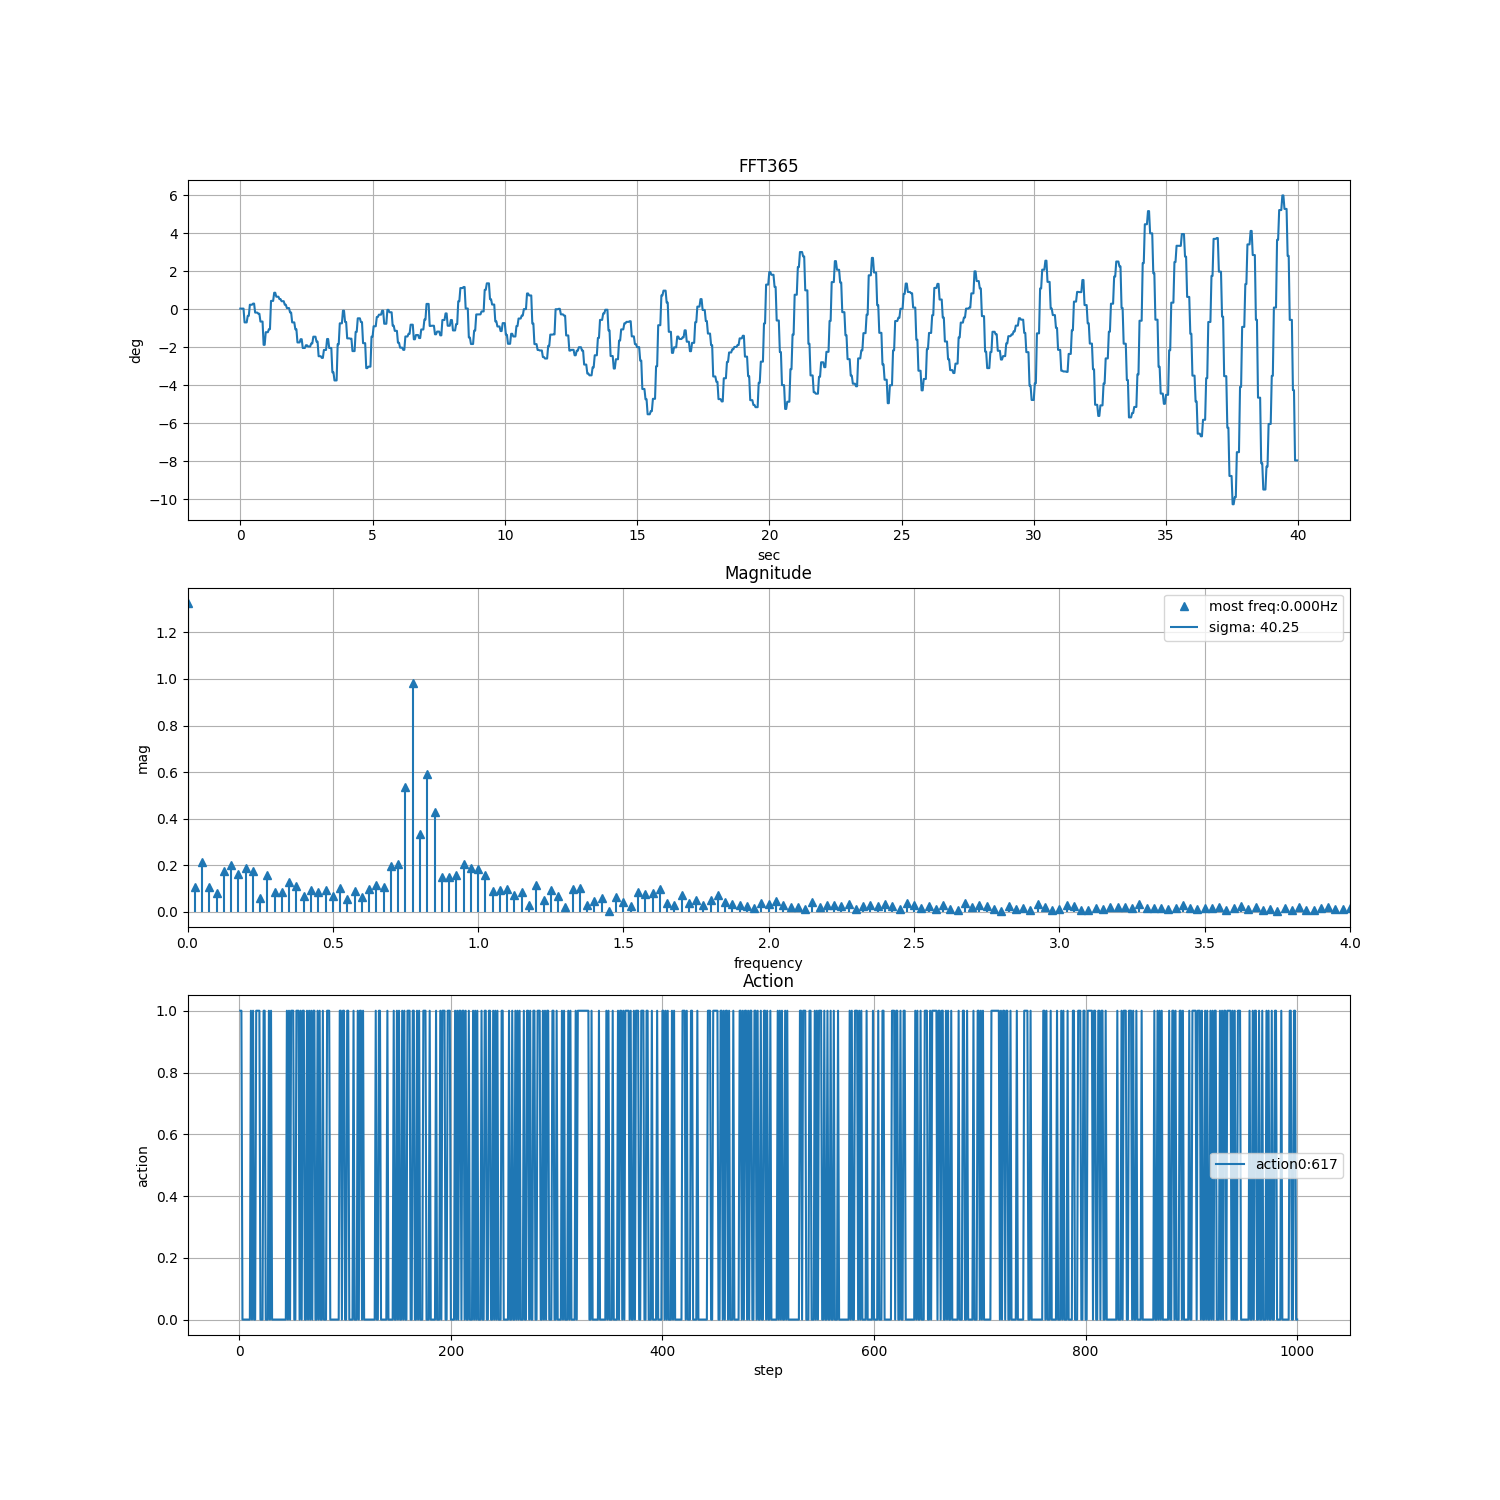 FFT365
6
4
2
0
−2
−4
−6
−8
−10
deg
0 5 10 15 20 25 30 35 40
sec
Magnitude
1.2
1.0
0.8
0.6
0.4
0.2
0.0
mag
most freq:0.000Hz
sigma: 40.25
0.0 0.5 1.0 1.5 2.0 2.5 3.0 3.5 4.0
frequency
Action
1.0
0.8
0.6
0.4
0.2
0.0
action
action0:617
0 200 400 600 800 1000
step